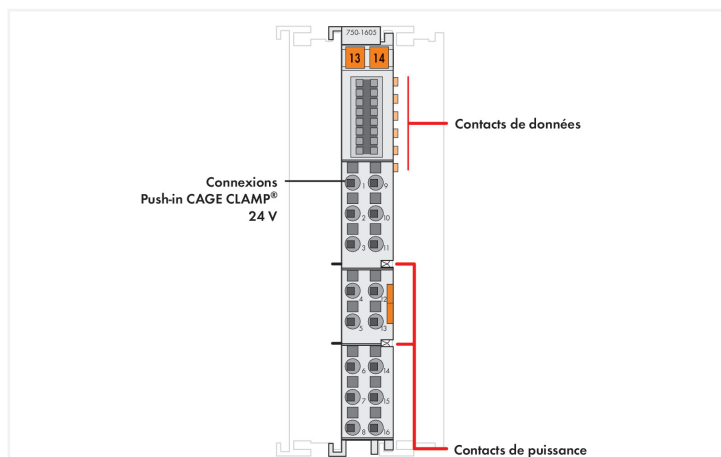 750-1605
13 14
Contacts de données
Connexions
Push-in CAGE CLAMP®
24 V
1 9
2 10
3 11
4 12
5 13
6 14
7 15
8 16
Contacts de puissance